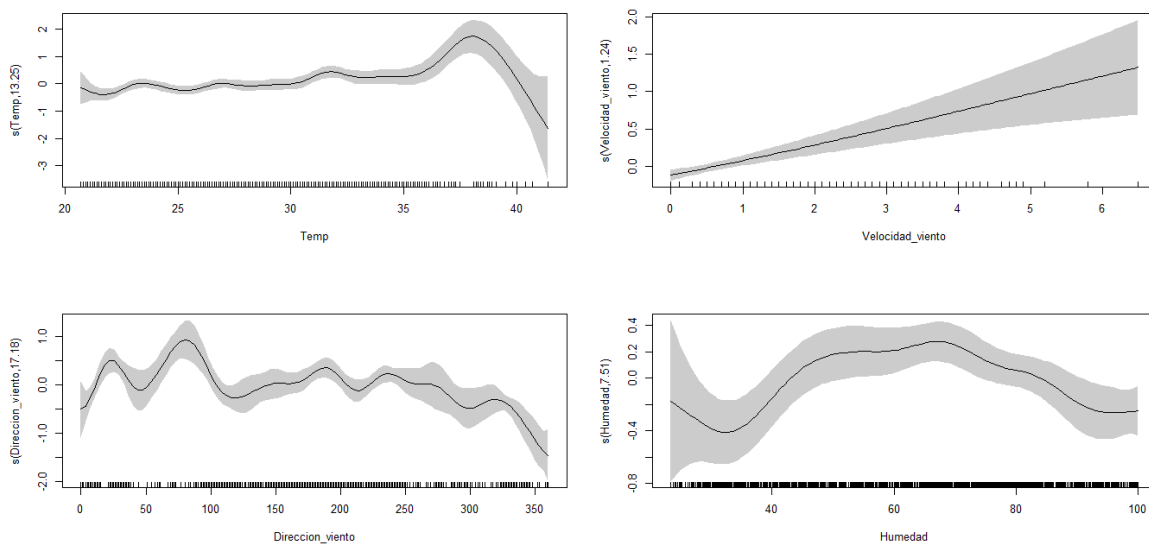 s(Temp,13.25)
2
1
0
-1
-2
-3
20 25 30 35 40
Temp
s(Velocidad_viento,1.24)
2.0
1.5
1.0
0.5
0.0
0 1 2 3 4 5 6
Velocidad_viento
s(Direccion_viento,17.18)
1.0
0.0
-1.0
-2.0
0 50 100 150 200 250 300 350
Direccion_viento
s(Humedad,7.51)
0.4
0.0
-0.4
-0.8
40 60 80 100
Humedad